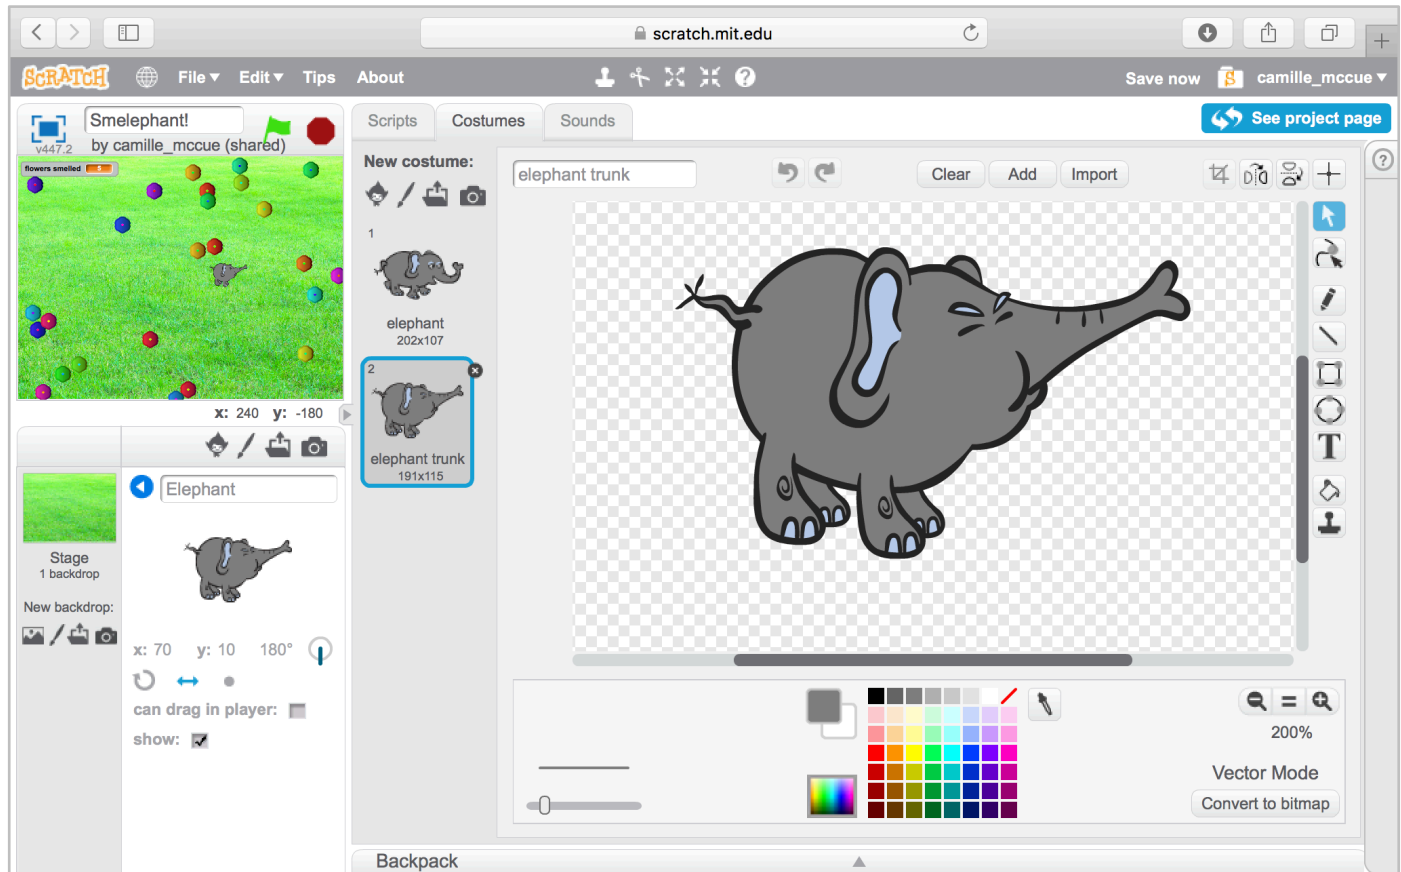 scratch.mit.edu
SCRATCH
File
Edit
Tips
About
Save now
camille_mccue
Smelephant!
by camille_mccue (shared)
v447.2
Scripts
Costumes
Sounds
See project page
flowers smelled 5
New costume:
elephant trunk
Clear
Add
Import
1
elephant
202x107
2
elephant trunk
191x115
x: 240 y: -180
Elephant
Stage
1 backdrop
New backdrop:
x: 70 y: 10 180°
can drag in player:
show:
T
200%
Vector Mode
Convert to bitmap
Backpack